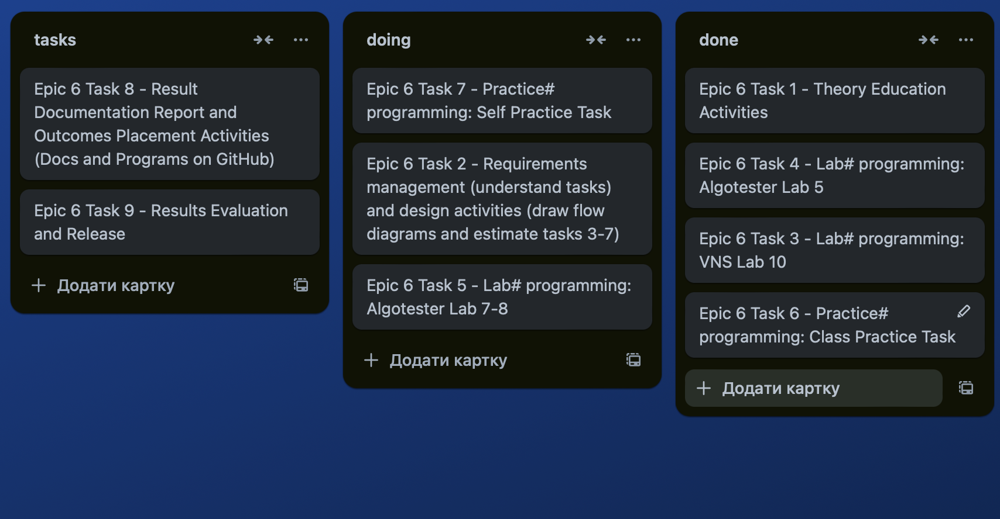 tasks
Epic 6 Task 8 - Result
Documentation Report and
Outcomes Placement Activities
(Docs and Programs on GitHub)
Epic 6 Task 9 - Results Evaluation
and Release
Додати картку
doing
Epic 6 Task 7 - Practice#
programming: Self Practice Task
Epic 6 Task 2 - Requirements
management (understand tasks)
and design activities (draw flow
diagrams and estimate tasks 3-7)
Epic 6 Task 5 - Lab# programming:
Algotester Lab 7-8
Додати картку
done
Epic 6 Task 1 - Theory Education
Activities
Epic 6 Task 4 - Lab# programming:
Algotester Lab 5
Epic 6 Task 3 - Lab# programming:
VNS Lab 10
Epic 6 Task 6 - Practice#
programming: Class Practice Task
Додати картку